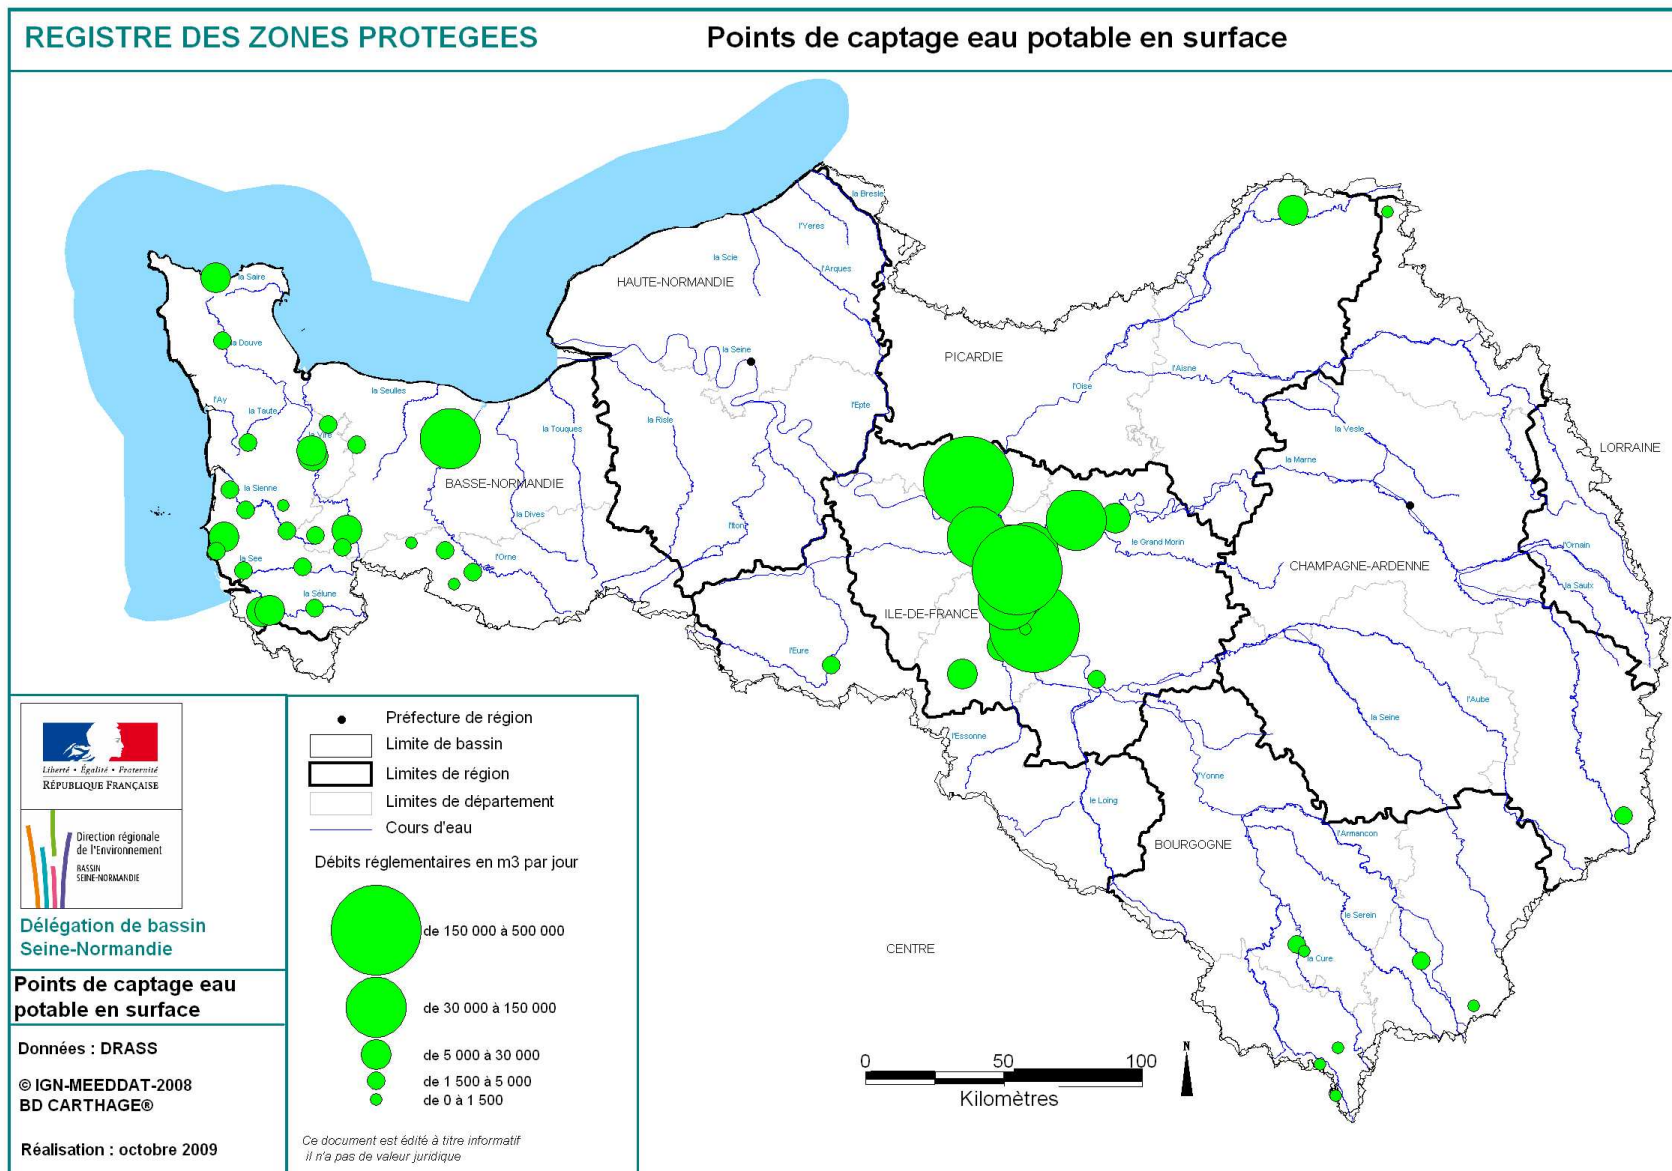 REGISTRE DES ZONES PROTEGEES
Points de captage eau potable en surface
la Bresle
l'Yeres
la Scie
l'Arques
HAUTE-NORMANDIE
la Saire
la Douve
la Seine
PICARDIE
l'Oise
l'Aisne
la Seulles
l'Ay
la Taute
la Vire
la Touques
la Risle
l'Epte
la Vesle
LORRAINE
la Marne
la Sienne
BASSE-NORMANDIE
la Dives
l'Iton
le Grand Morin
l'Ornain
la See
l'Orne
CHAMPAGNE-ARDENNE
la Saulx
la Sélune
ILE-DE-FRANCE
l'Eure
l'Aube
la Seine
l'Essonne
l'Yonne
le Loing
l'Armancon
BOURGOGNE
le Serein
CENTRE
la Cure
Liberté • Égalité • Fraternité
RÉPUBLIQUE FRANÇAISE
Direction régionale
de l'Environnement
BASSIN
SEINE-NORMANDIE
Délégation de bassin
Seine-Normandie
Points de captage eau
potable en surface
Données : DRASS
© IGN-MEEDDAT-2008
BD CARTHAGE®
Réalisation : octobre 2009
Préfecture de région
Limite de bassin
Limites de région
Limites de département
Cours d'eau
Débits réglementaires en m3 par jour
de 150 000 à 500 000
de 30 000 à 150 000
de 5 000 à 30 000
de 1 500 à 5 000
de 0 à 1 500
Ce document est édité à titre informatif
il n'a pas de valeur juridique
0 50 100
Kilomètres
N